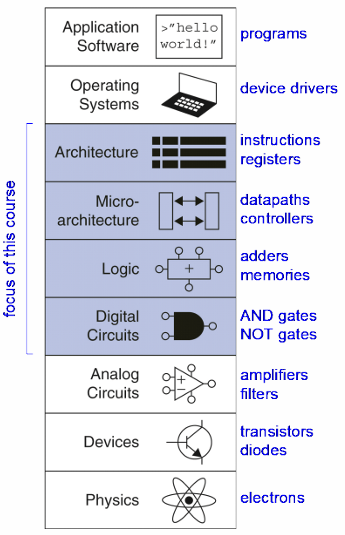 Application
Software
>"hello
world!"
programs
Operating
Systems
device drivers
focus of this course
Architecture
instructions
registers
Micro-
architecture
datapaths
controllers
Logic
+
adders
memories
Digital
Circuits
AND gates
NOT gates
Analog
Circuits
+
−
amplifiers
filters
Devices
transistors
diodes
Physics
electrons